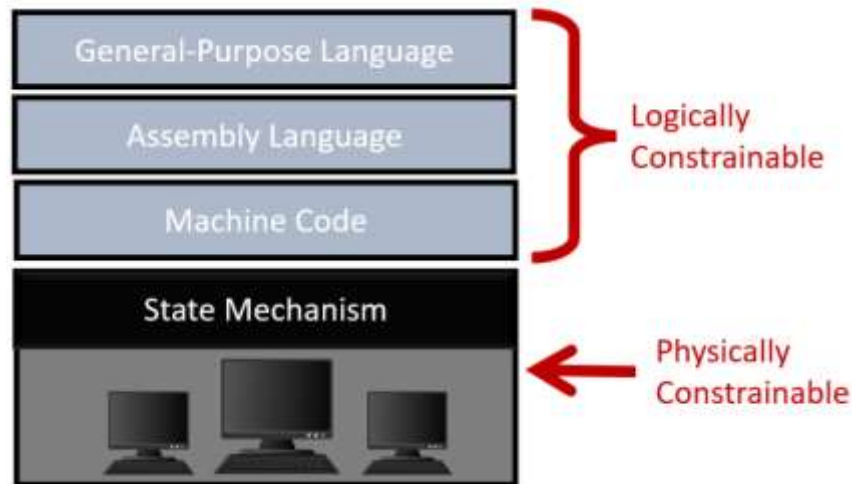 General-Purpose Language
Assembly Language
Machine Code
State Mechanism
Logically
Constrainable
Physically
Constrainable